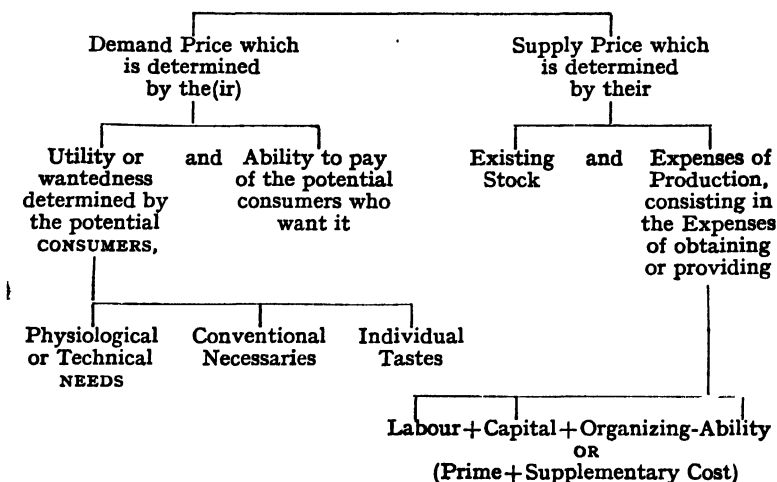 Demand Price which
is determined
by the(ir)
Supply Price which
is determined
by their
Utility or
wantedness
determined by
the potential
CONSUMERS,
and
Ability to pay
of the potential
consumers who
want it
Existing
Stock
and
Expenses of
Production,
consisting in
the Expenses
of obtaining
or providing
Physiological
or Technical
NEEDS
Conventional
Necessaries
Individual
Tastes
Labour+Capital+Organizing-Ability
OR
(Prime+Supplementary Cost)